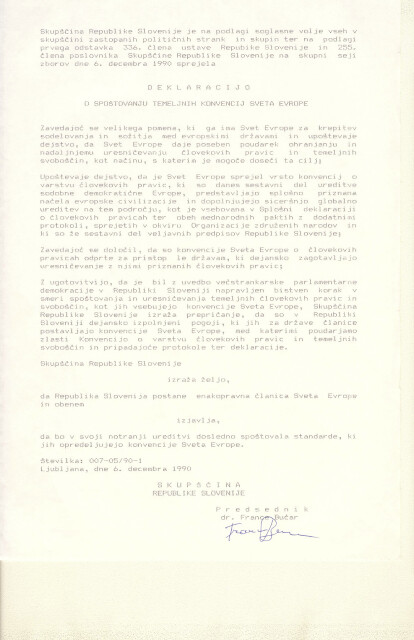 Skupščina Republike Slovenije je na podlagi soglasne volje vseh v
skupščini zastopanih političnih strank in skupin ter na podlagi
prvega odstavka 336. člena ustave Republike Slovenije in 255.
člena poslovnika Skupščine Republike Slovenije na skupni seji
zborov dne 6. decembra 1990 sprejela
D E K L A R A C I J O
O SPOŠTOVANJU TEMELJNIH KONVENCIJ SVETA EVROPE
Zavedajoč se velikega pomena, ki ga ima Svet Evrope za krepitev
sodelovanja in sožitja med evropskimi državami in upoštevaje
dejstvo, da Svet Evrope daje poseben poudarek ohranjanju in
nadaljnjemu uresničevanju človekovih pravic in temeljnih
svoboščin, kot načinu, s katerim je mogoče doseči ta cilj;
Upoštevaje dejstvo, da je Svet Evrope sprejel vrsto konvencij o
varstvu človekovih pravic, ki so danes sestavni del ureditve
sodobne demokratične Evrope, predstavljajo splošno priznana
načela evropske civilizacije in dopolnjujejo siceršnjo globalno
ureditev na tem področju, kot je vsebovana v Splošni deklaraciji
o človekovih pravicah ter obeh mednarodnih paktih z dodatnimi
protokoli, sprejetih v okviru Organizacije združenih narodov in
ki so že sestavni del veljavnih predpisov Republike Slovenije;
Zavedajoč se določil, da so konvencije Sveta Evrope o človekovih
pravicah odprte za pristop le državam, ki dejansko zagotavljajo
uresničevanje z njimi priznanih človekovih pravic;
Z ugotovitvijo, da je bil z uvedbo večstrankarske parlamentarne
demokracije v Republiki Sloveniji napravljen bistven korak v
smeri spoštovanja in uresničevanja temeljnih človekovih pravic in
svoboščin, kot jih vsebujejo konvencije Sveta Evrope, Skupščina
Republike Slovenije izraža prepričanje, da so v Republiki
Sloveniji dejansko izpolnjeni pogoji, ki jih za države članice
postavljajo konvencije Sveta Evrope, med katerimi poudarjamo
zlasti Konvencijo o varstvu človekovih pravic in temeljnih
svoboščin in pripadajoče protokole ter deklaracije.
Skupščina Republike Slovenije
izraža željo,
da Republika Slovenija postane enakopravna članica Sveta Evrope
in obenem
izjavlja,
da bo v svoji notranji ureditvi dosledno spoštovala standarde, ki
jih opredeljujejo konvencije Sveta Evrope.
Številka: 007-05/90-1
Ljubljana, dne 6. decembra 1990
S K U P Š Č I N A
REPUBLIKE SLOVENIJE
P r e d s e d n i k
dr. France Bučar